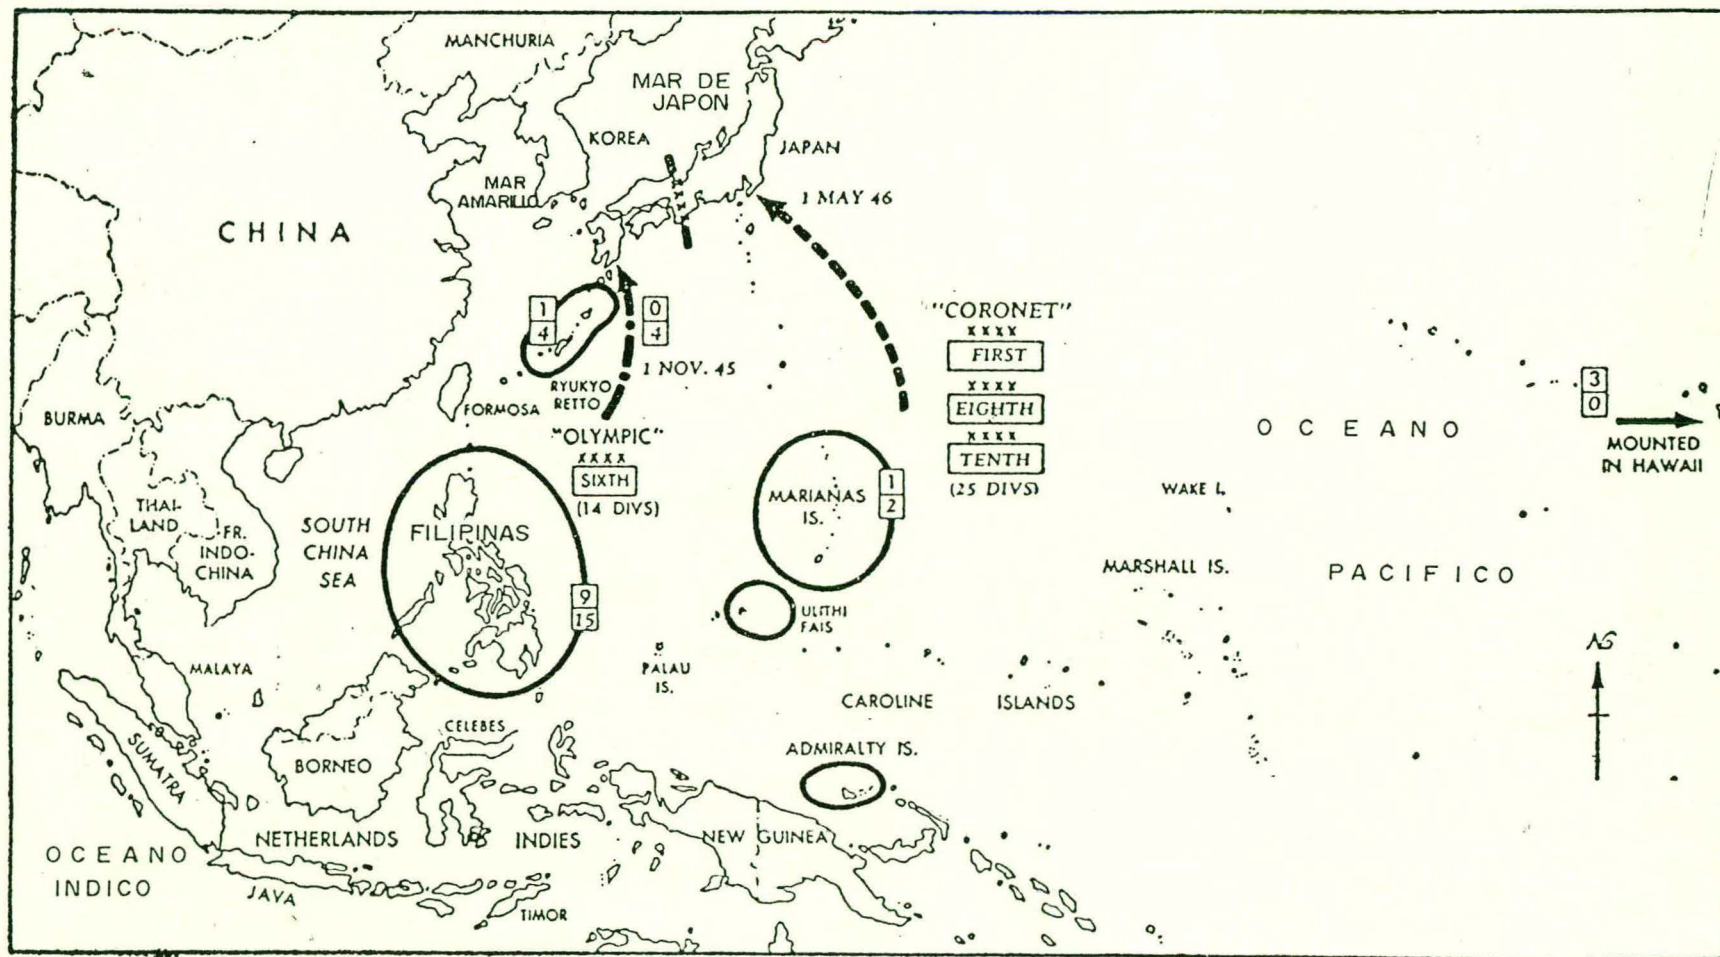 MANCHURIA
MAR DE
JAPON
KOREA
JAPAN
MAR
AMARILLO
1 MAY 46
CHINA
1
4
0
4
"CORONET"
xxxx
FIRST
xxxx
EIGHTH
xxxx
TENTH
(25 DIVS)
1 NOV. 45
RYUKYO
RETTO
FORMOSA
BURMA
"OLYMPIC"
xxxx
SIXTH
(14 DIVS)
3
0
MOUNTED
IN HAWAII
OCEANO
PACIFICO
MARIANAS
IS.
1
2
WAKE I.
THAI-
LAND
FR.
INDO-
CHINA
SOUTH
CHINA
SEA
FILIPINAS
9
15
MARSHALL IS.
ULITHI
FAIS
MALAYA
PALAU
IS.
CAROLINE ISLANDS
NS
SUMATRA
BORNEO
CELEBES
ADMIRALTY IS.
NETHERLANDS INDIES
NEW GUINEA
OCEANO
INDICO
JAVA
TIMOR
xxxx